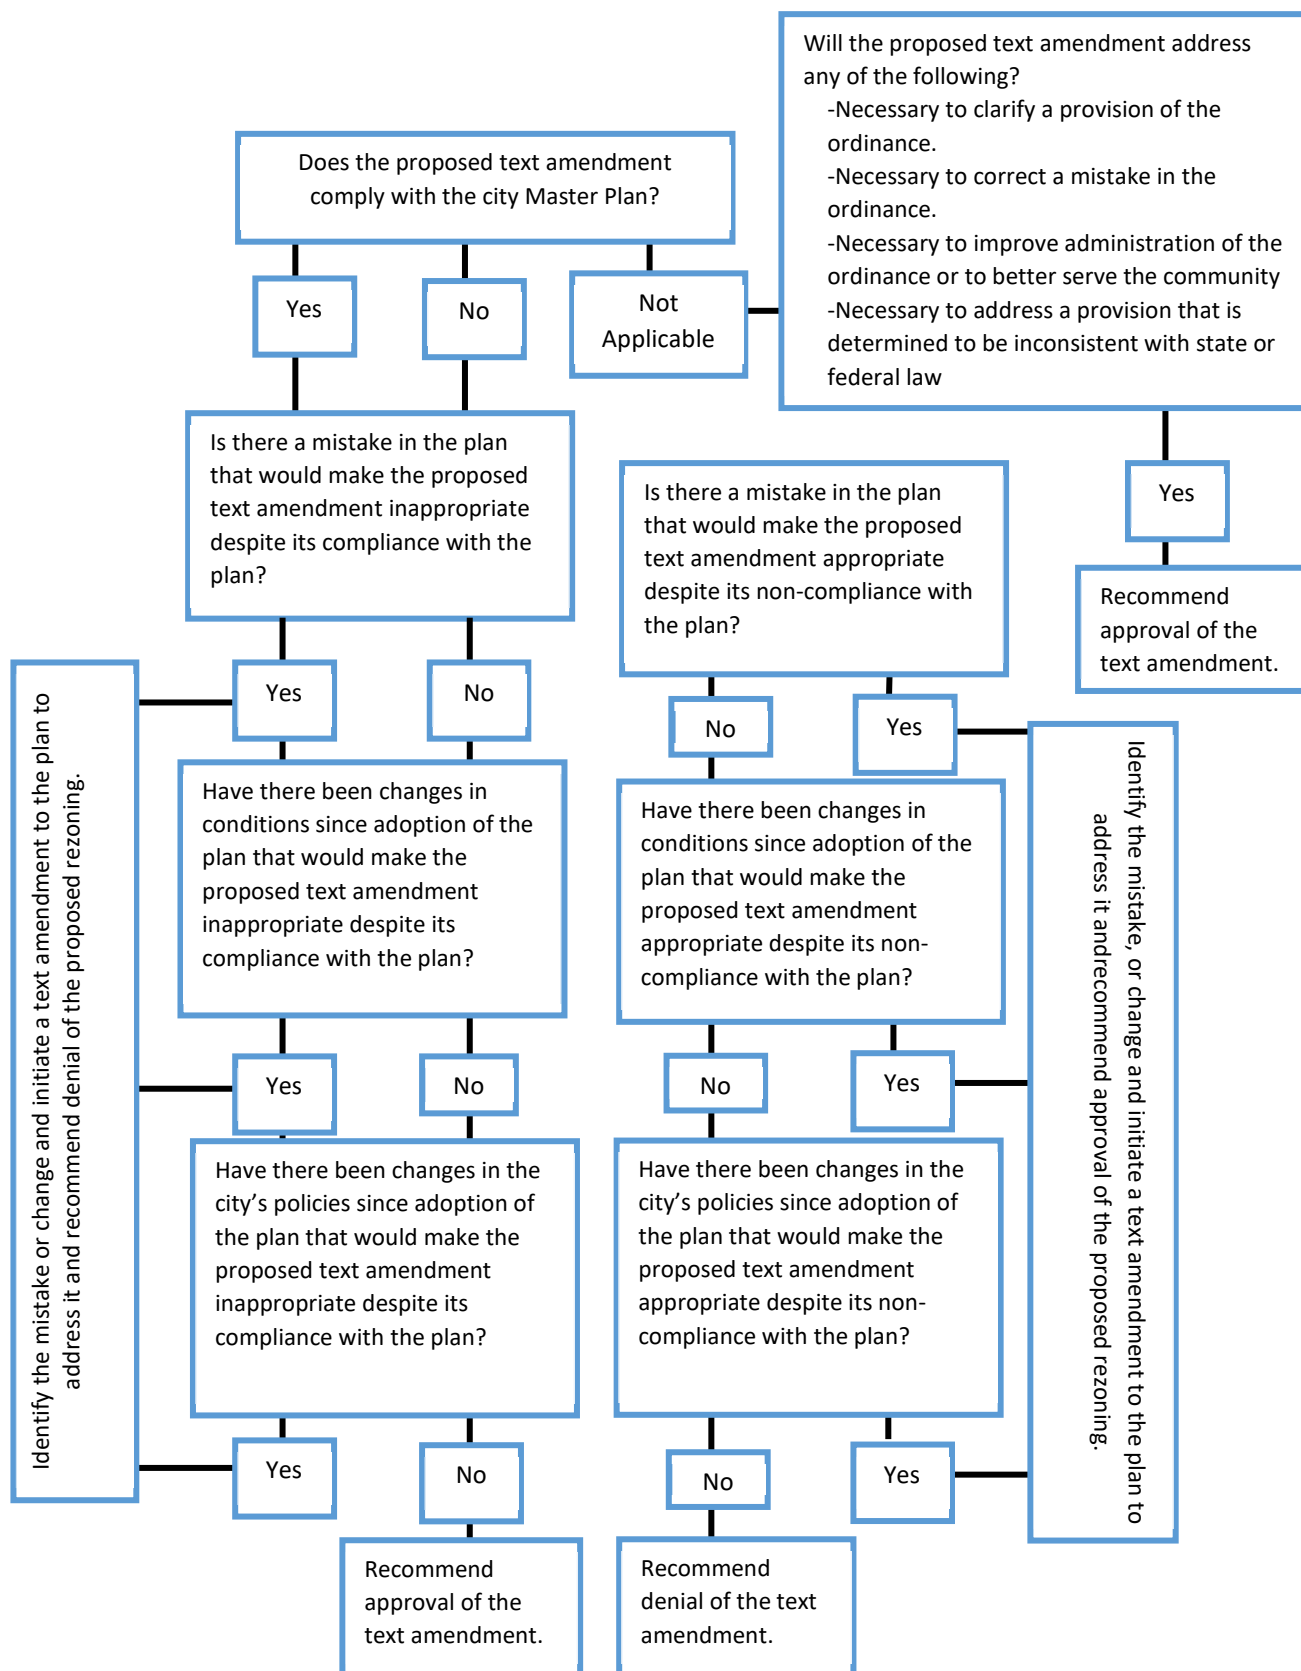 Will the proposed text amendment address
any of the following?
-Necessary to clarify a provision of the
ordinance.
-Necessary to correct a mistake in the
ordinance.
-Necessary to improve administration of the
ordinance or to better serve the community
-Necessary to address a provision that is
determined to be inconsistent with state or
federal law
Does the proposed text amendment
comply with the city Master Plan?
Yes
No
Not
Applicable
Is there a mistake in the plan
that would make the proposed
text amendment inappropriate
despite its compliance with the
plan?
Is there a mistake in the plan
that would make the proposed
text amendment appropriate
despite its non-compliance with
the plan?
Yes
Recommend
approval of the
text amendment.
Yes
No
No
Yes
Identify the mistake or change and initiate a text amendment to the plan to
address it and recommend denial of the proposed rezoning.
Have there been changes in
conditions since adoption of the
plan that would make the
proposed text amendment
inappropriate despite its
compliance with the plan?
Have there been changes in
conditions since adoption of the
plan that would make the
proposed text amendment
appropriate despite its non-
compliance with the plan?
Identify the mistake, or change and initiate a text amendment to the plan to
address it andrecommend approval of the proposed rezoning.
Yes
No
No
Yes
Have there been changes in the
city’s policies since adoption of
the plan that would make the
proposed text amendment
inappropriate despite its
compliance with the plan?
Have there been changes in the
city’s policies since adoption of
the plan that would make the
proposed text amendment
appropriate despite its non-
compliance with the plan?
Yes
No
No
Yes
Recommend
approval of the
text amendment.
Recommend
denial of the text
amendment.